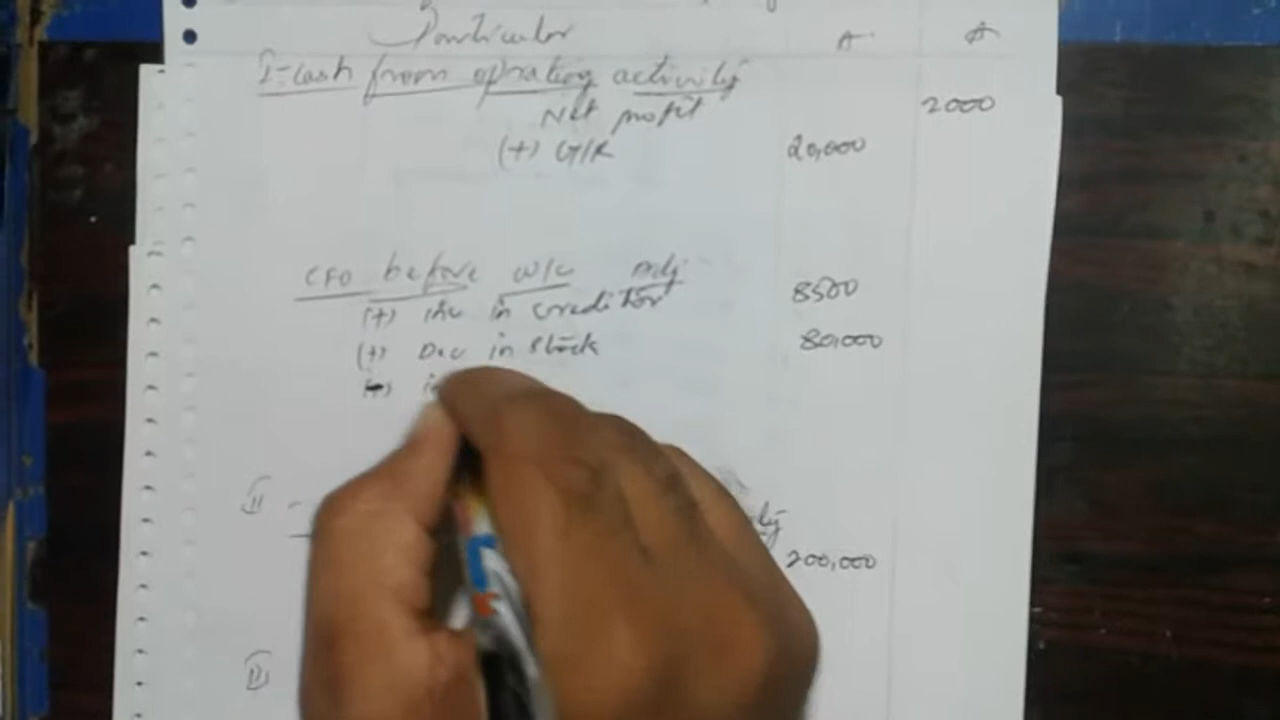 Particular A A
I-Cash from oprating activity
Net profit 2000
(+) G/R 20,000
CFO before w/c Adj
(+) inc in creditor 8500
(+) Dec in stock 80,000
II -
200,000
III